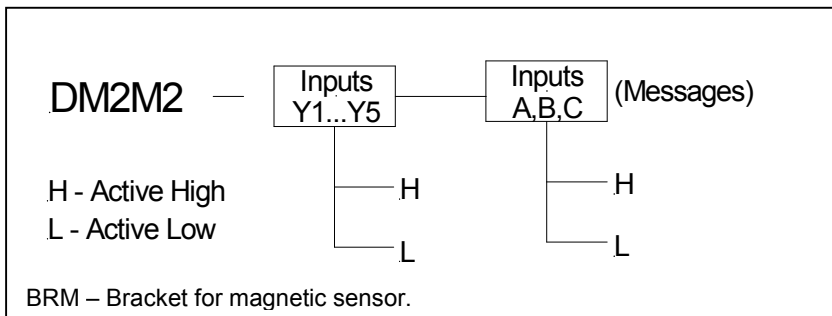 DM2M2 — Inputs Y1...Y5 Inputs A,B,C (Messages)
H - Active High
H H
L - Active Low
L L
BRM – Bracket for magnetic sensor.